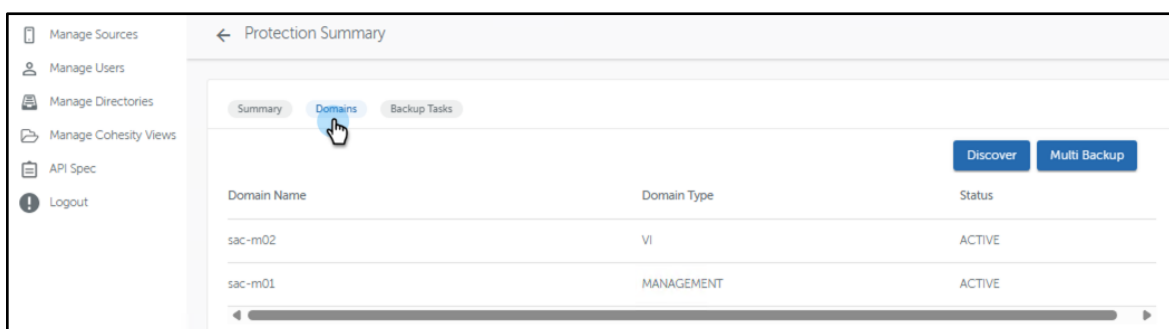 Manage Sources
Manage Users
Manage Directories
Manage Cohesity Views
API Spec
Logout
Protection Summary
Summary Domains Backup Tasks
Discover Multi Backup
Domain Name Domain Type Status
sac-m02 VI ACTIVE
sac-m01 MANAGEMENT ACTIVE